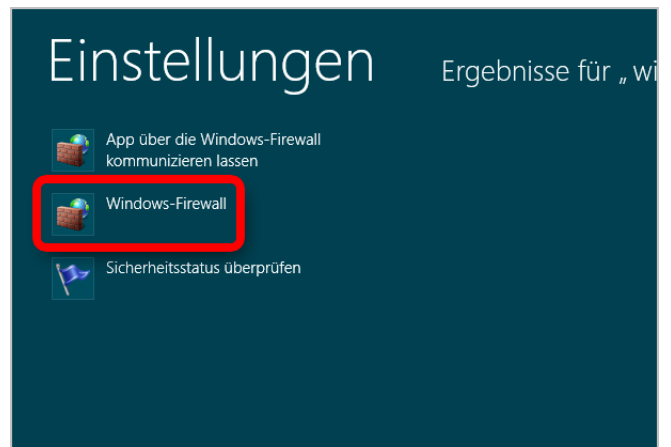 Einstellungen
Ergebnisse für „ wi
App über die Windows-Firewall
kommunizieren lassen
Windows-Firewall
Sicherheitsstatus überprüfen